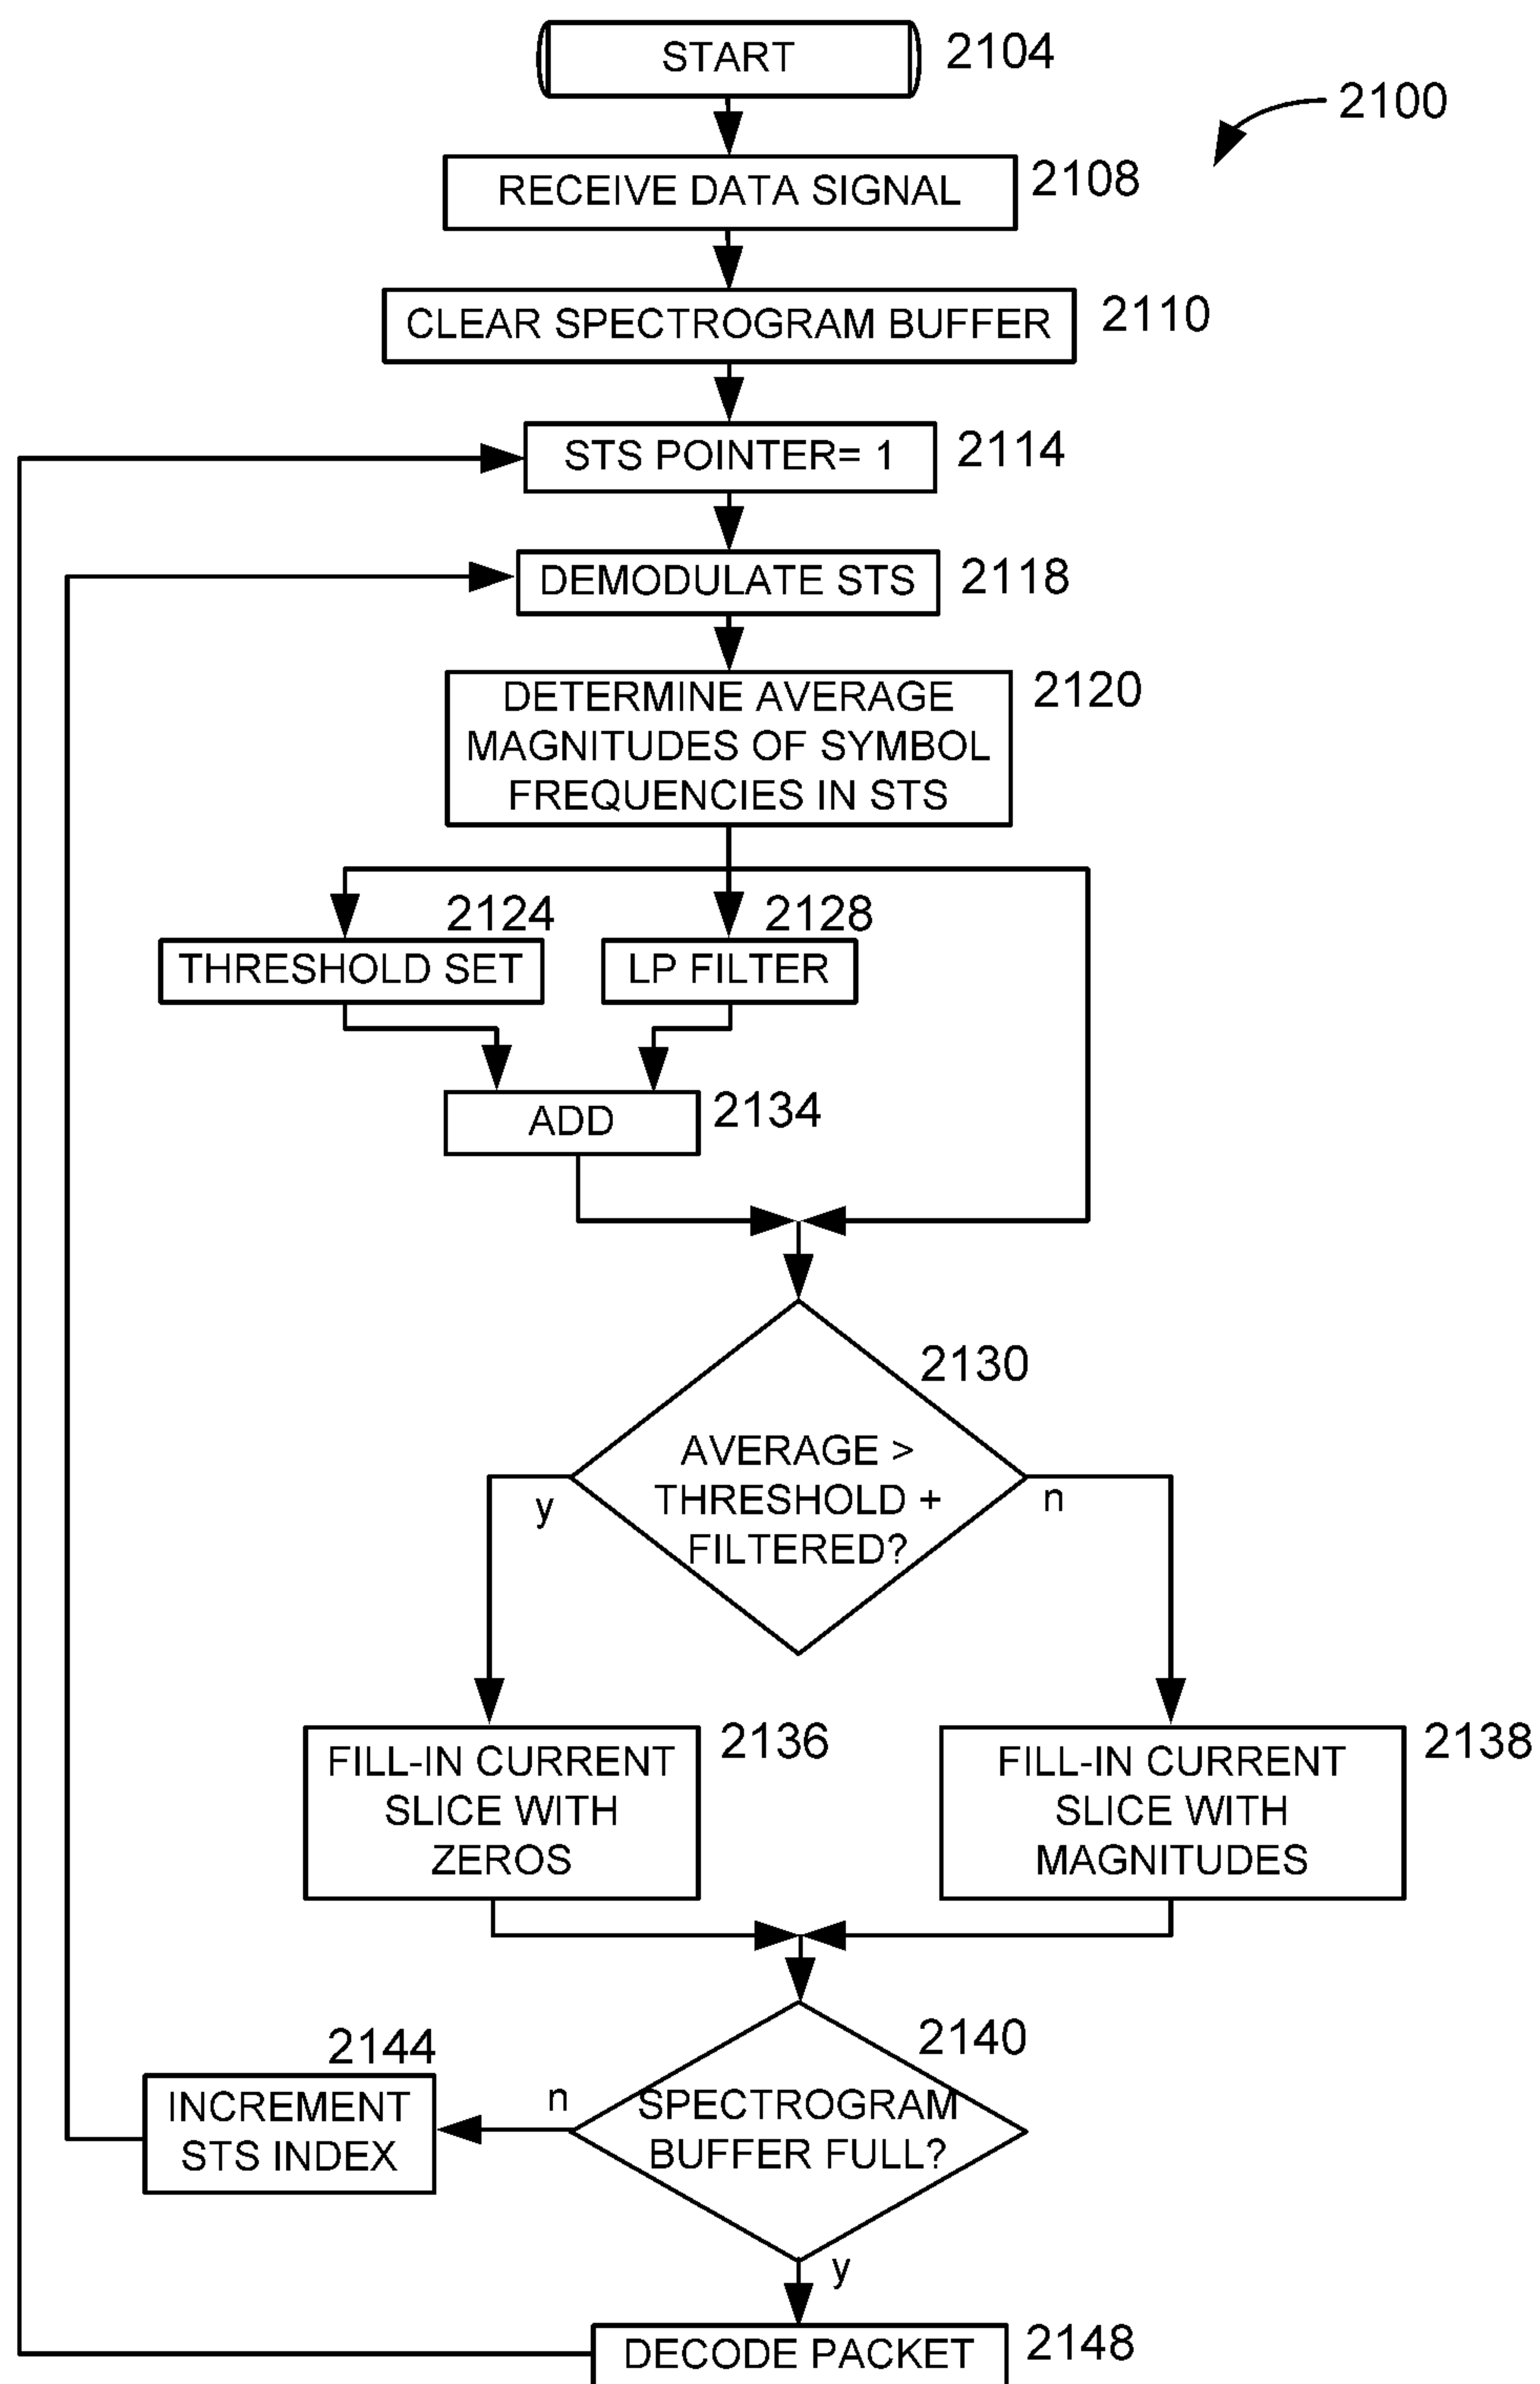 START
2104
2100
RECEIVE DATA SIGNAL
2108
CLEAR SPECTROGRAM BUFFER
2110
STS POINTER= 1
2114
DEMODULATE STS
2118
DETERMINE AVERAGE
MAGNITUDES OF SYMBOL
FREQUENCIES IN STS
2120
2124
THRESHOLD SET
2128
LP FILTER
ADD
2134
2130
AVERAGE >
THRESHOLD +
FILTERED?
y
n
FILL-IN CURRENT
SLICE WITH
ZEROS
2136
FILL-IN CURRENT
SLICE WITH
MAGNITUDES
2138
2140
SPECTROGRAM
BUFFER FULL?
n
2144
INCREMENT
STS INDEX
y
DECODE PACKET
2148